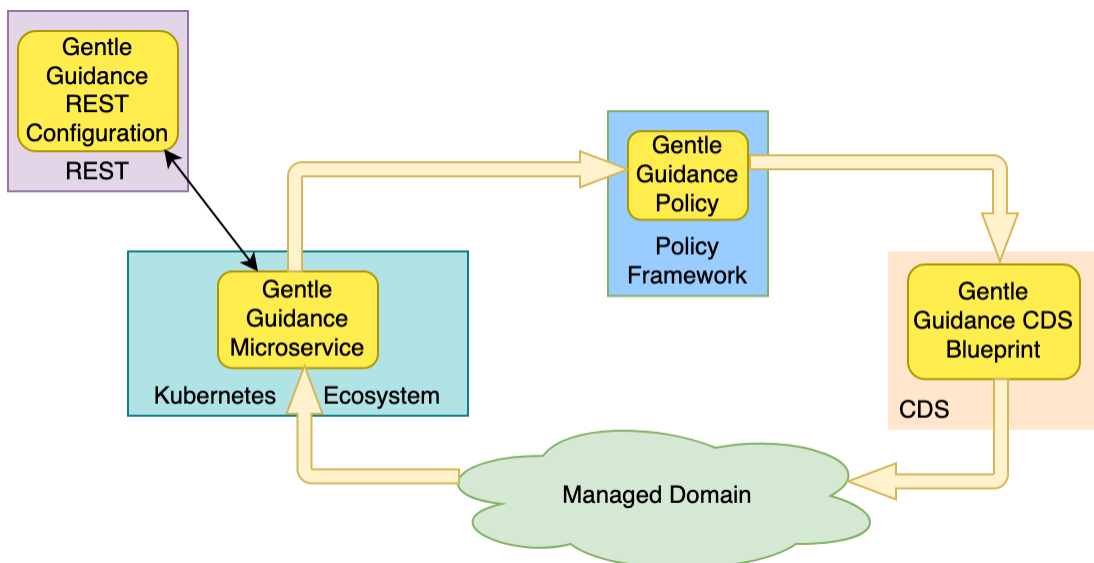 Gentle
Guidance
REST
Configuration
REST
Gentle
Guidance
Policy
Policy
Framework
Gentle
Guidance
Microservice
Kubernetes Ecosystem
Gentle
Guidance CDS
Blueprint
CDS
Managed Domain